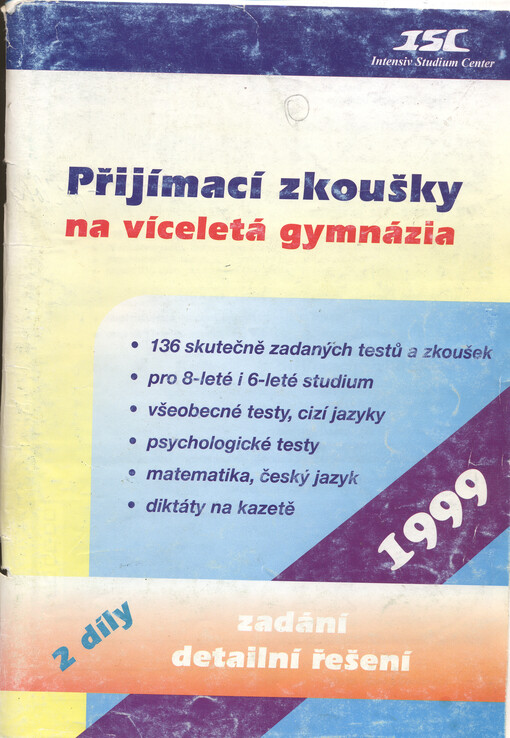 ISC
Intensiv Studium Center
Přijímací zkoušky
na víceletá gymnázia
• 136 skutečně zadaných testů a zkoušek
• pro 8-leté i 6-leté studium
• všeobecné testy, cizí jazyky
• psychologické testy
• matematika, český jazyk
• diktáty na kazetě
1999
2 díly
zadání
detailní řešení